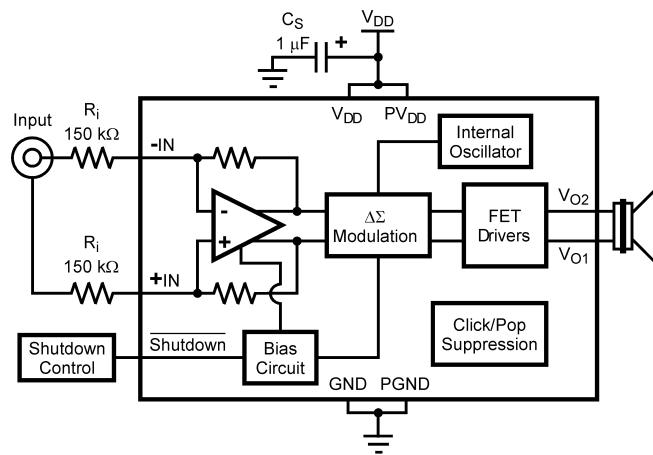 C_S
1 μF
+
V_DD
R_i
150 kΩ
Input
V_DD
PV_DD
-IN
Internal
Oscillator
-
+
ΔΣ
Modulation
FET
Drivers
V_O2
V_O1
R_i
150 kΩ
+IN
Click/Pop
Suppression
Shutdown
Control
Shutdown
Bias
Circuit
GND
PGND